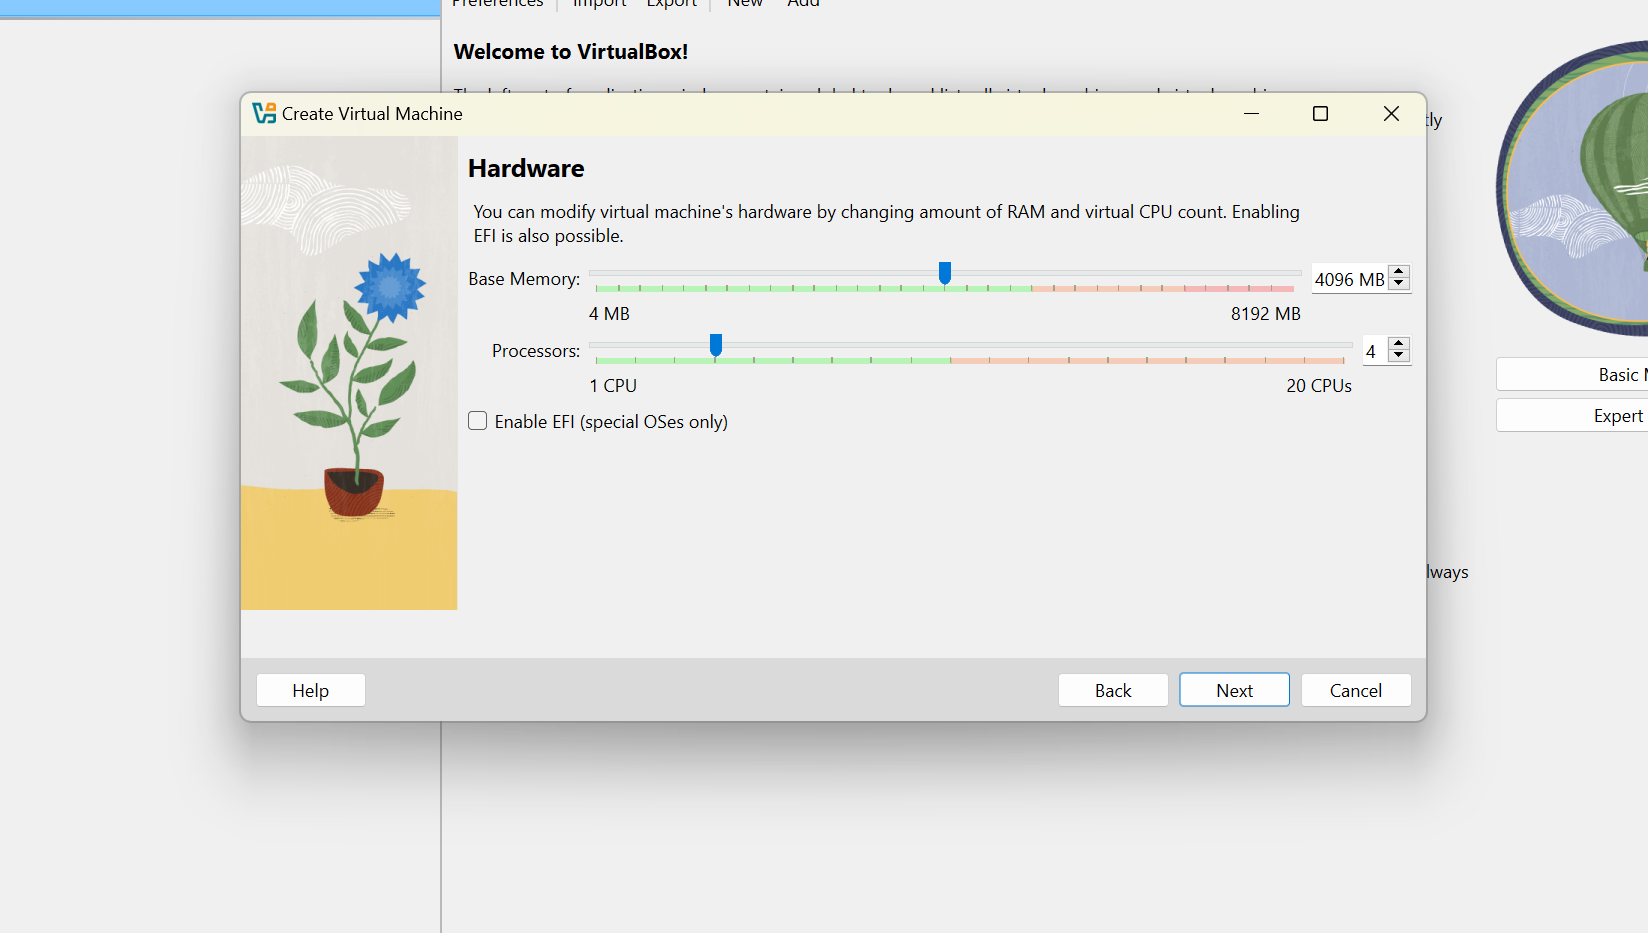 Preferences Import Export New Add
Welcome to VirtualBox!
Create Virtual Machine
tly
Hardware
You can modify virtual machine's hardware by changing amount of RAM and virtual CPU count. Enabling
EFI is also possible.
Base Memory: 4096 MB
4 MB 8192 MB
Processors: 4
1 CPU 20 CPUs
Basic
Expert
Enable EFI (special OSes only)
lways
Help Back Next Cancel